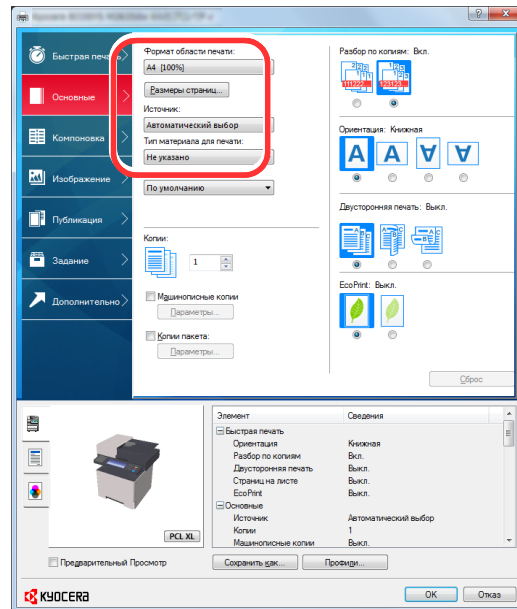 Быстрая печать
Основные
Компоновка
Изображение
Публикация
Задание
Дополнительно
Формат области печати:
A4 [100%]
Размеры страниц...
Источник:
Автоматический выбор
Тип материала для печати:
Не указано
По умолчанию
Копии:
1
Машинописные копии
Параметры...
Копии пакета:
Параметры...
Разбор по копиям: Вкл.
111222
123123
Ориентация: Книжная
A A A A
Двусторонняя печать: Выкл.
EcoPrint: Выкл.
Сброс
PCL XL
Предварительный Просмотр
Элемент Сведения
Быстрая печать
Ориентация Книжная
Разбор по копиям Вкл.
Двусторонняя печать Выкл.
Страниц на листе Выкл.
EcoPrint Выкл.
Основные
Источник Автоматический выбор
Копии 1
Машинописные копии Выкл.
Сохранить как... Профили...
KYOCERA
OK Отказ